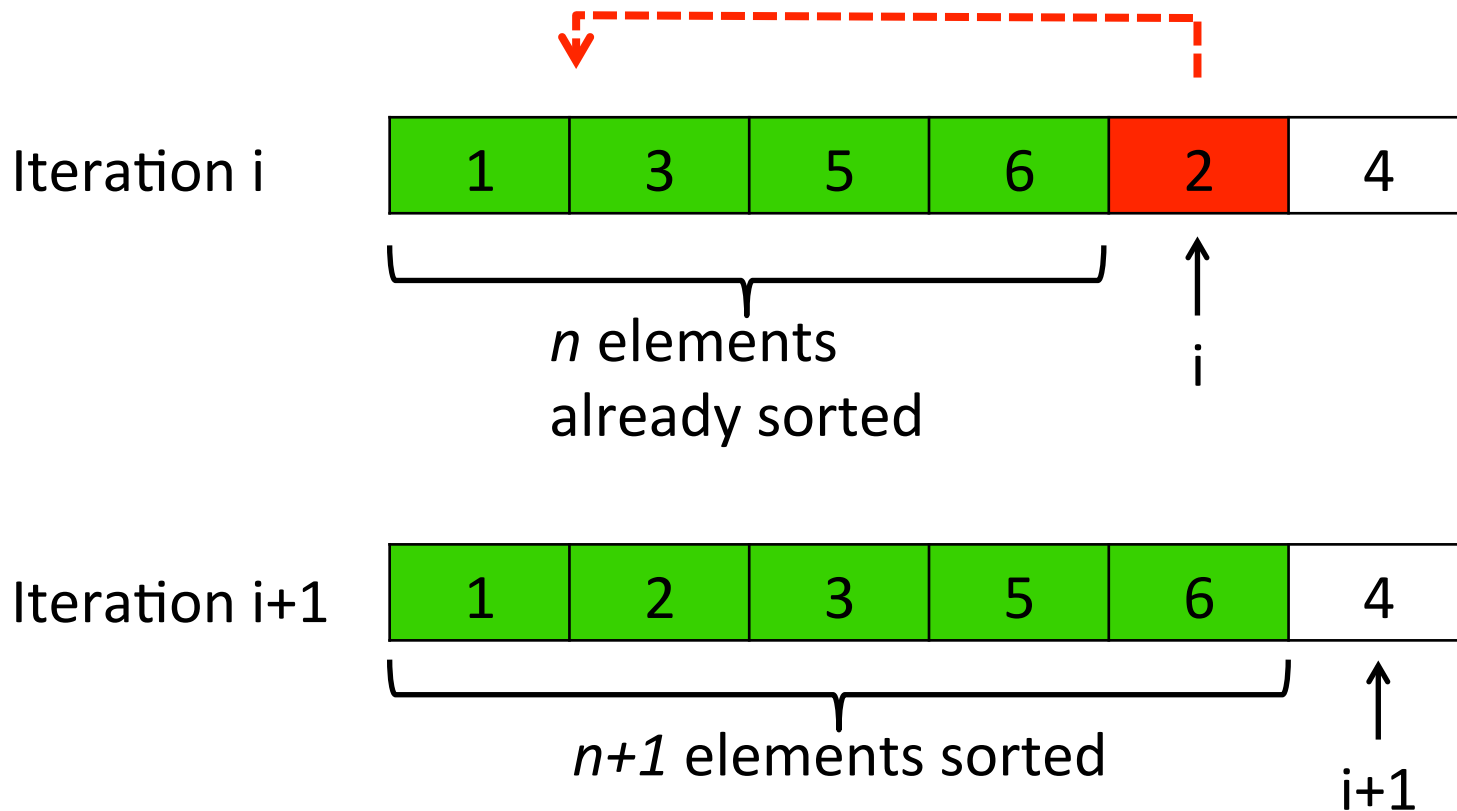 Iteration i 1 3 5 6 2 4
n elements
already sorted
i
Iteration i+1 1 2 3 5 6 4
n+1 elements sorted
i+1